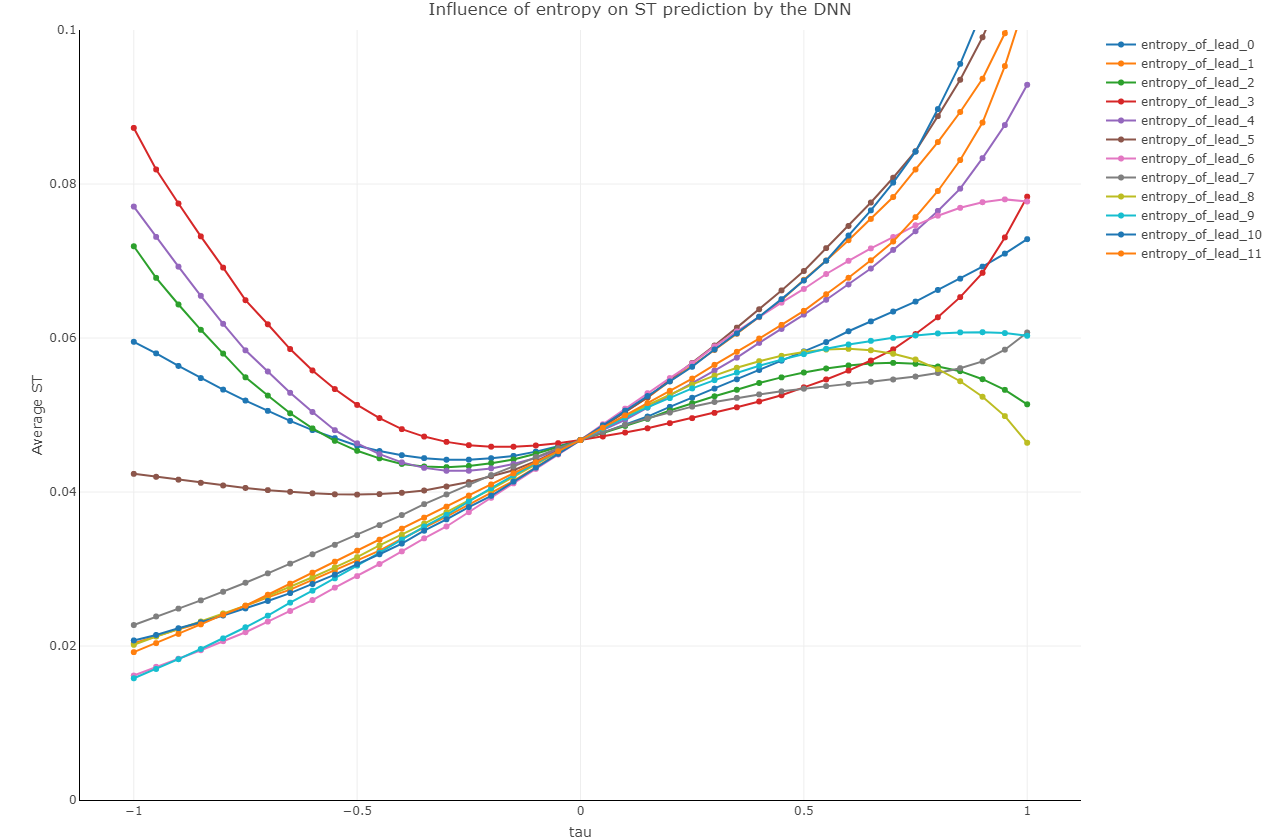 Influence of entropy on ST prediction by the DNN
0.1
0.08
0.06
0.04
0.02
0
Average ST
−1
−0.5
0
0.5
1
tau
entropy_of_lead_0
entropy_of_lead_1
entropy_of_lead_2
entropy_of_lead_3
entropy_of_lead_4
entropy_of_lead_5
entropy_of_lead_6
entropy_of_lead_7
entropy_of_lead_8
entropy_of_lead_9
entropy_of_lead_10
entropy_of_lead_11